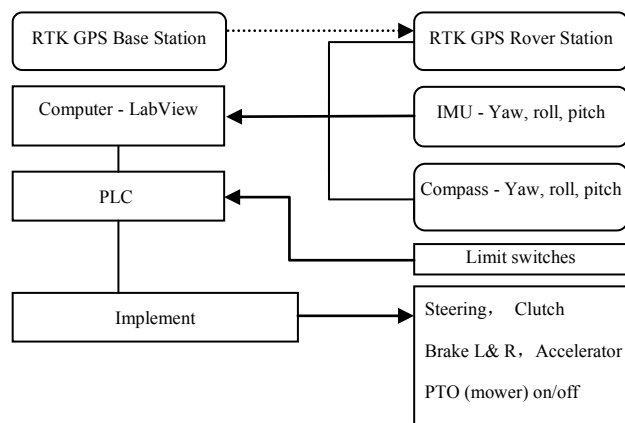 RTK GPS Base Station
RTK GPS Rover Station
Computer - LabView
IMU - Yaw, roll, pitch
PLC
Compass - Yaw, roll, pitch
Limit switches
Implement
Steering， Clutch
Brake L& R，Accelerator
PTO (mower) on/off